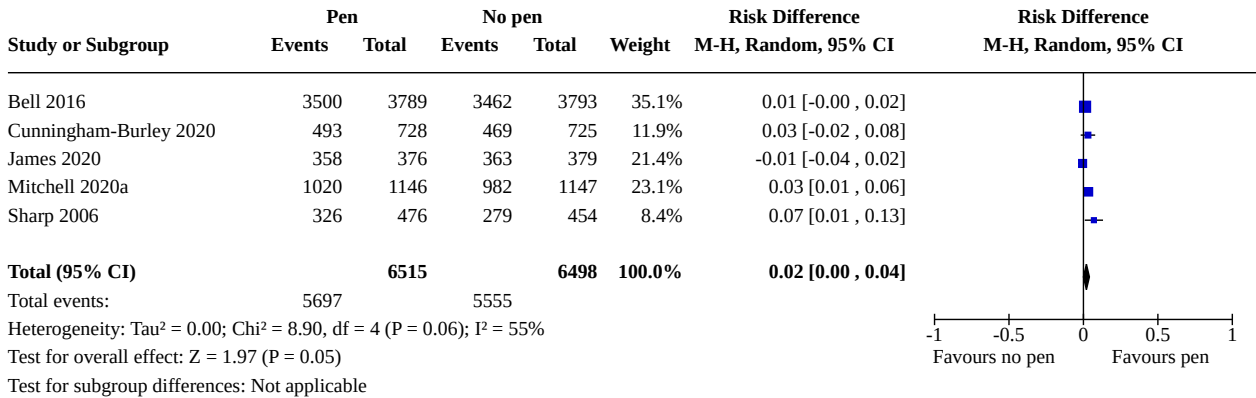 Pen No pen Risk Difference Risk Difference
Study or Subgroup Events Total Events Total Weight M-H, Random, 95% CI M-H, Random, 95% CI
Bell 2016 3500 3789 3462 3793 35.1% 0.01 [-0.00 , 0.02]
Cunningham-Burley 2020 493 728 469 725 11.9% 0.03 [-0.02 , 0.08]
James 2020 358 376 363 379 21.4% -0.01 [-0.04 , 0.02]
Mitchell 2020a 1020 1146 982 1147 23.1% 0.03 [0.01 , 0.06]
Sharp 2006 326 476 279 454 8.4% 0.07 [0.01 , 0.13]
Total (95% CI) 6515 6498 100.0% 0.02 [0.00 , 0.04]
Total events: 5697 5555
Heterogeneity: Tau² = 0.00; Chi² = 8.90, df = 4 (P = 0.06); I² = 55%
-1 -0.5 0 0.5 1
Test for overall effect: Z = 1.97 (P = 0.05)
Favours no pen Favours pen
Test for subgroup differences: Not applicable